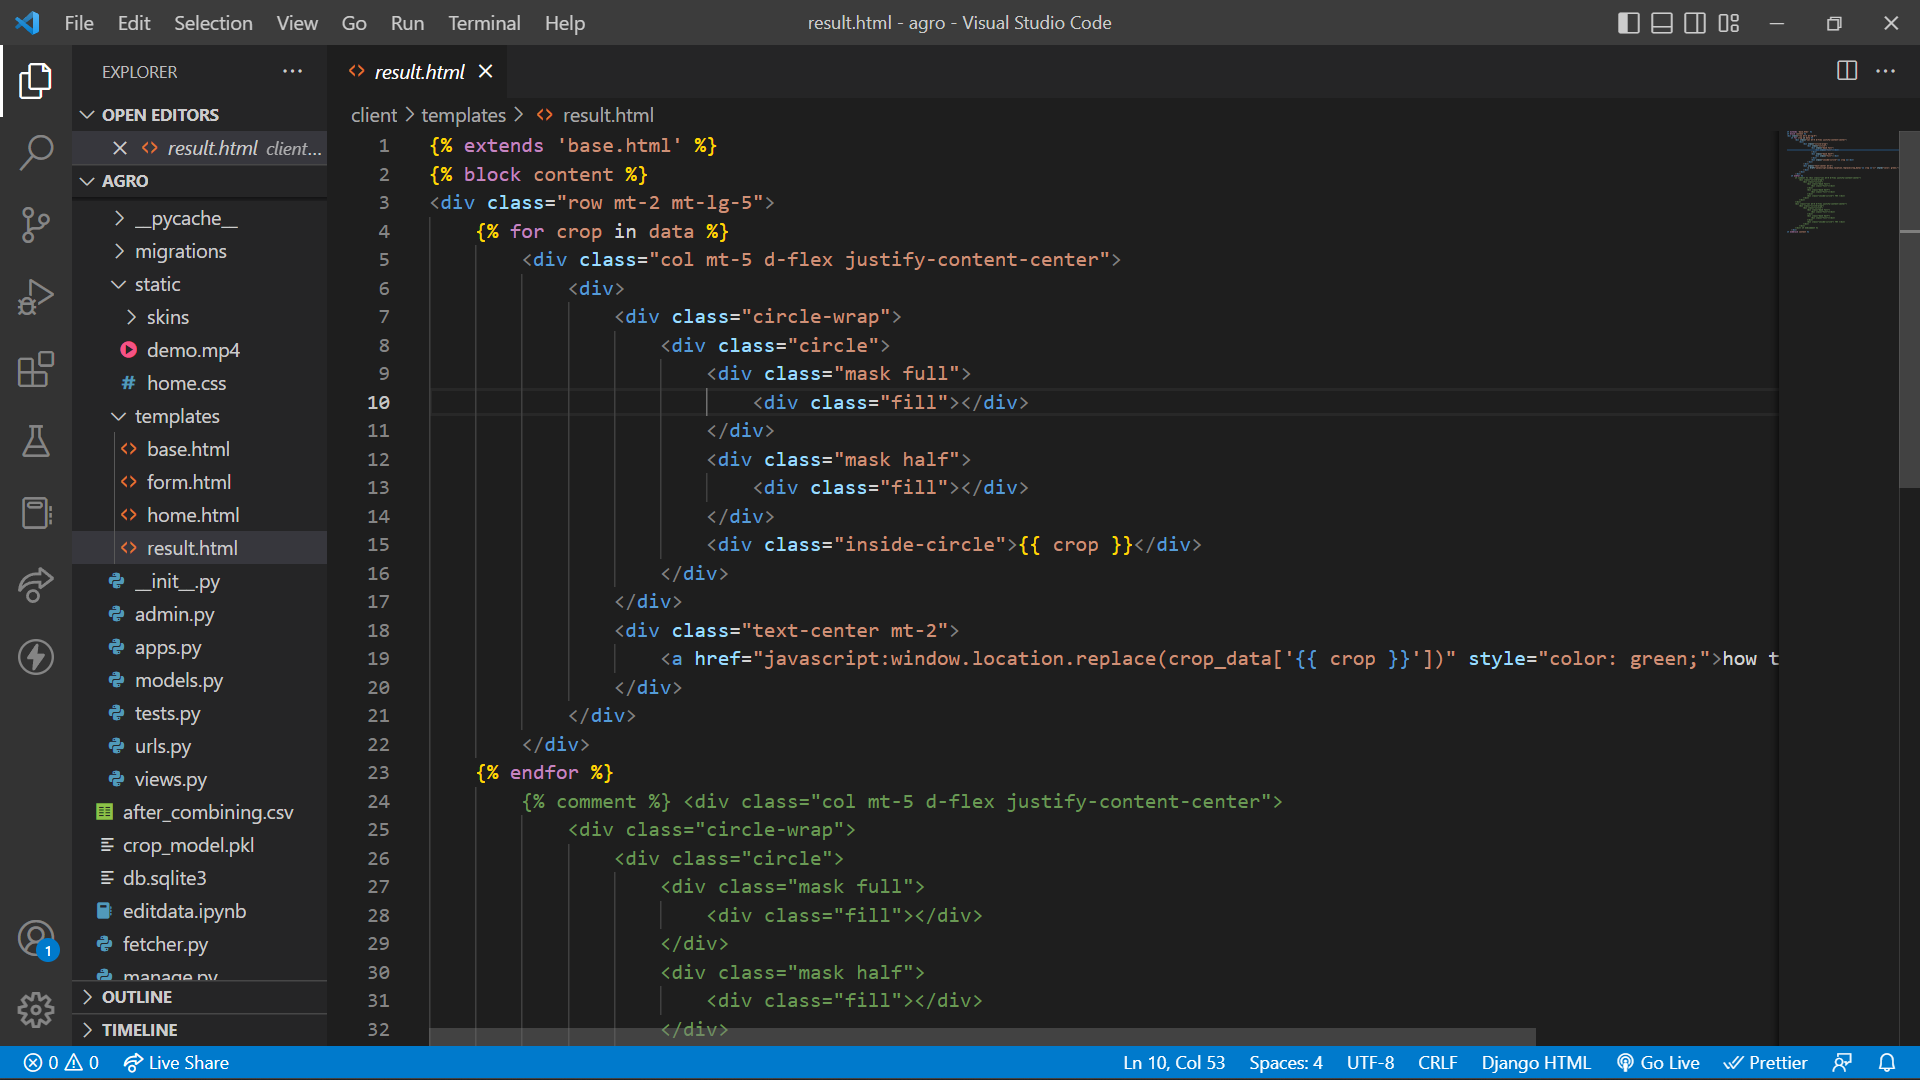 File Edit Selection View Go Run Terminal Help
result.html - agro - Visual Studio Code
EXPLORER
OPEN EDITORS
result.html client...
AGRO
__pycache__
migrations
static
skins
demo.mp4
home.css
templates
base.html
form.html
home.html
result.html
__init__.py
admin.py
apps.py
models.py
tests.py
urls.py
views.py
after_combining.csv
crop_model.pkl
db.sqlite3
editdata.ipynb
fetcher.py
manage.py
OUTLINE
TIMELINE
1
result.html
client > templates > result.html
1 {% extends 'base.html' %}
2 {% block content %}
3 <div class="row mt-2 mt-lg-5">
4 {% for crop in data %}
5 <div class="col mt-5 d-flex justify-content-center">
6 <div>
7 <div class="circle-wrap">
8 <div class="circle">
9 <div class="mask full">
10 <div class="fill"></div>
11 </div>
12 <div class="mask half">
13 <div class="fill"></div>
14 </div>
15 <div class="inside-circle">{{ crop }}</div>
16 </div>
17 </div>
18 <div class="text-center mt-2">
19 <a href="javascript:window.location.replace(crop_data['{{ crop }}'])" style="color: green;">how t
20 </div>
21 </div>
22 </div>
23 {% endfor %}
24 {% comment %} <div class="col mt-5 d-flex justify-content-center">
25 <div class="circle-wrap">
26 <div class="circle">
27 <div class="mask full">
28 <div class="fill"></div>
29 </div>
30 <div class="mask half">
31 <div class="fill"></div>
32 </div>
0 0 Live Share
Ln 10, Col 53 Spaces: 4 UTF-8 CRLF Django HTML Go Live Prettier